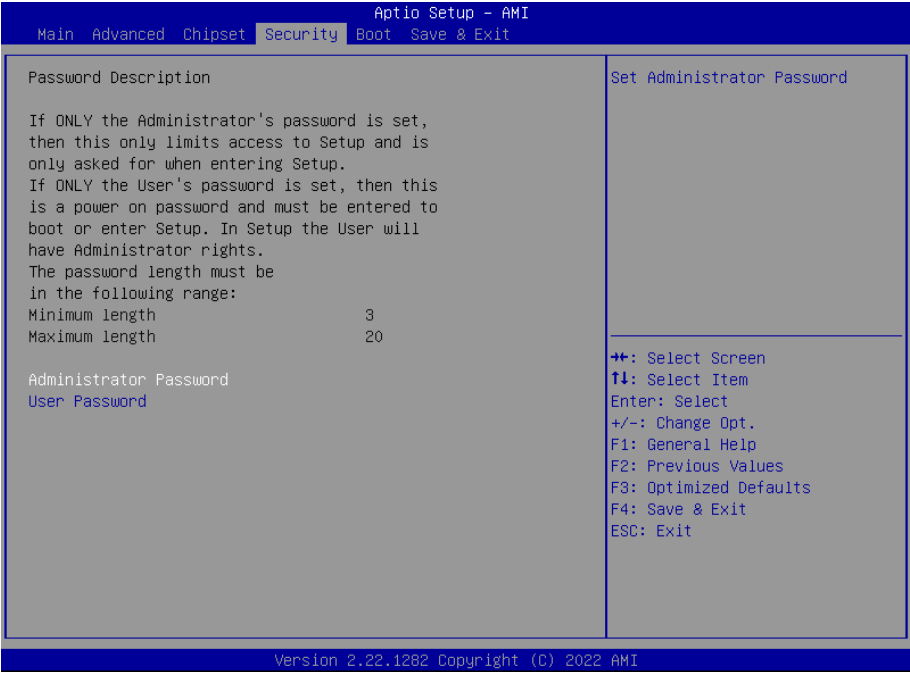 Aptio Setup – AMI
Main Advanced Chipset Security Boot Save & Exit
Password Description
If ONLY the Administrator's password is set,
then this only limits access to Setup and is
only asked for when entering Setup.
If ONLY the User's password is set, then this
is a power on password and must be entered to
boot or enter Setup. In Setup the User will
have Administrator rights.
The password length must be
in the following range:
Minimum length 3
Maximum length 20
Administrator Password
User Password
Set Administrator Password
→←: Select Screen
↑↓: Select Item
Enter: Select
+/-: Change Opt.
F1: General Help
F2: Previous Values
F3: Optimized Defaults
F4: Save & Exit
ESC: Exit
Version 2.22.1282 Copyright (C) 2022 AMI